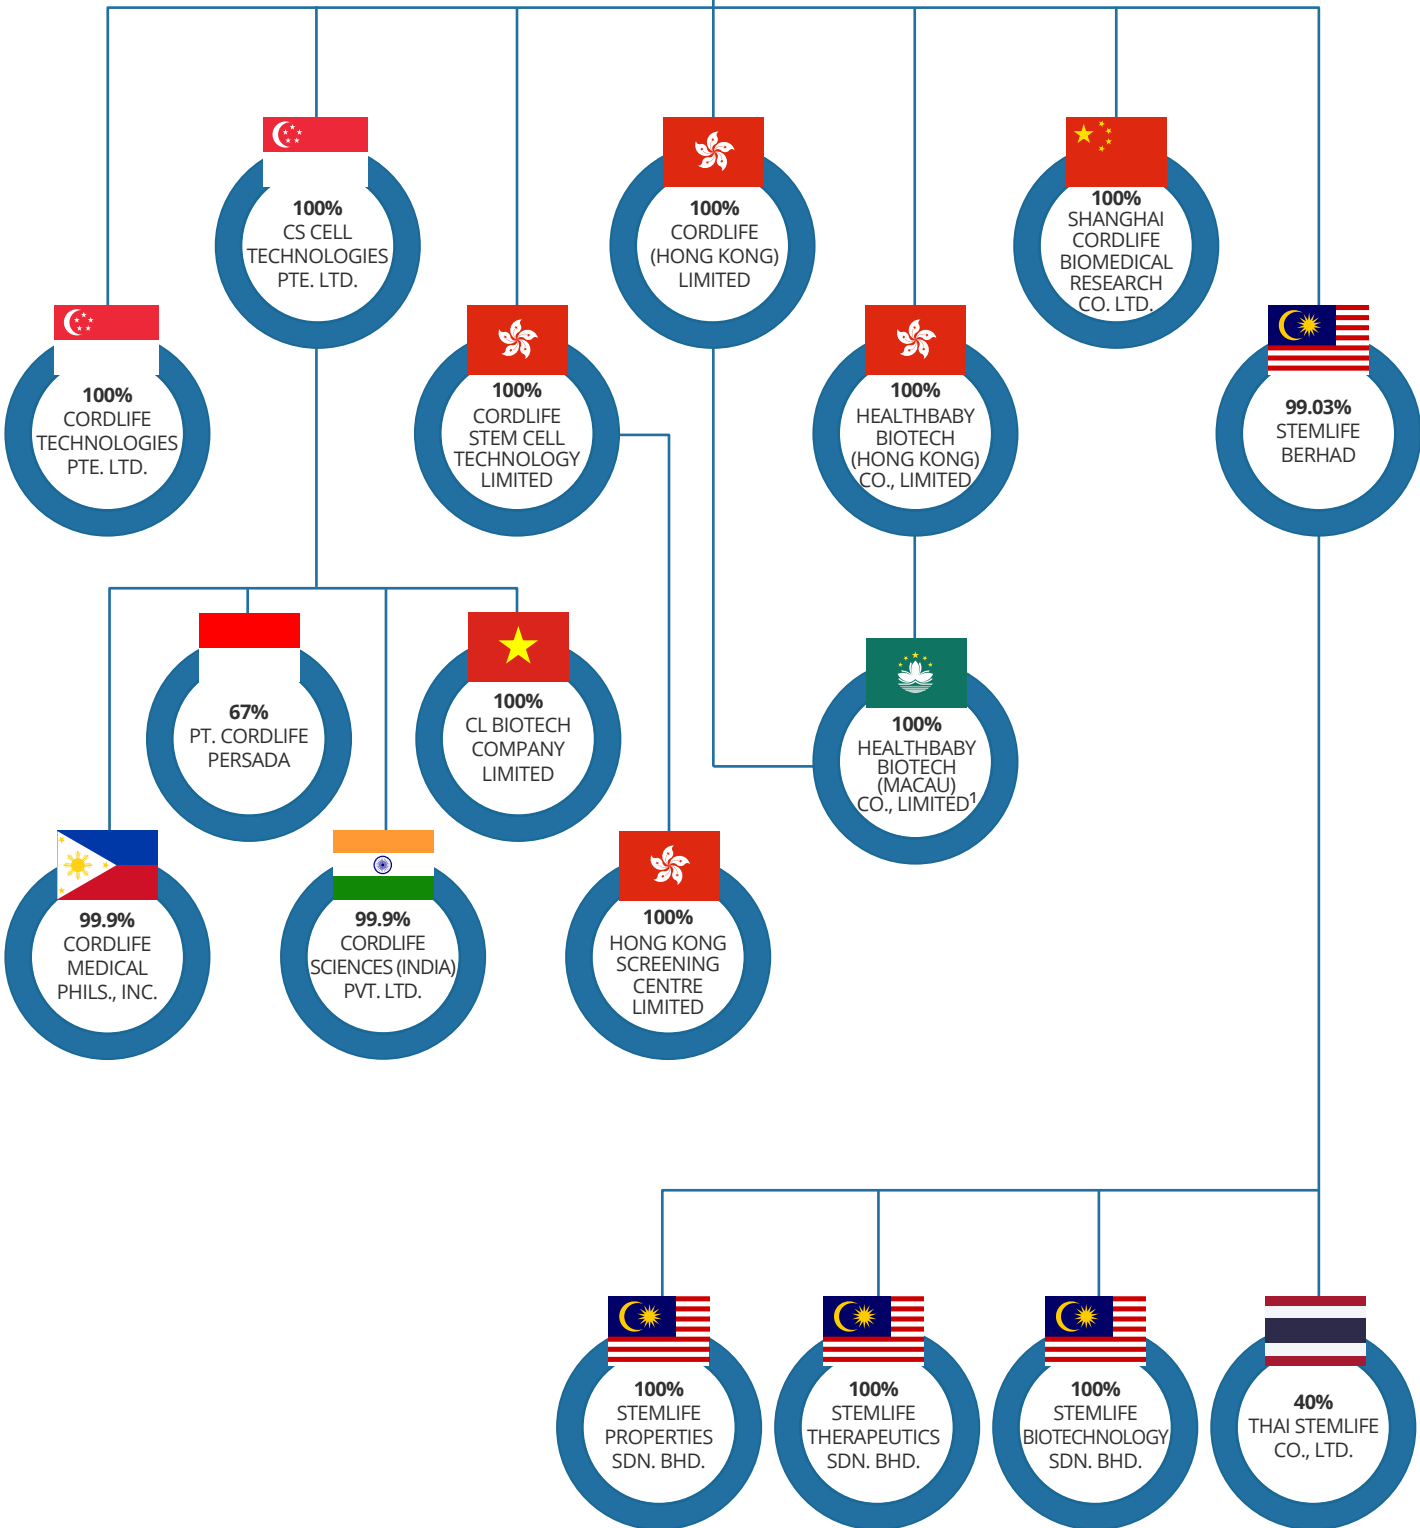 100%
CS CELL
TECHNOLOGIES
PTE. LTD.
100%
CORDLIFE
(HONG KONG)
LIMITED
100%
SHANGHAI
CORDLIFE
BIOMEDICAL
RESEARCH
CO. LTD.
100%
CORDLIFE
TECHNOLOGIES
PTE. LTD.
100%
CORDLIFE
STEM CELL
TECHNOLOGY
LIMITED
100%
HEALTHBABY
BIOTECH
(HONG KONG)
CO., LIMITED
99.03%
STEMLIFE
BERHAD
67%
PT. CORDLIFE
PERSADA
100%
CL BIOTECH
COMPANY
LIMITED
100%
HEALTHBABY
BIOTECH
(MACAU)
CO., LIMITED¹
99.9%
CORDLIFE
MEDICAL
PHILS., INC.
99.9%
CORDLIFE
SCIENCES (INDIA)
PVT. LTD.
100%
HONG KONG
SCREENING
CENTRE
LIMITED
100%
STEMLIFE
PROPERTIES
SDN. BHD.
100%
STEMLIFE
THERAPEUTICS
SDN. BHD.
100%
STEMLIFE
BIOTECHNOLOGY
SDN. BHD.
40%
THAI STEMLIFE
CO., LTD.